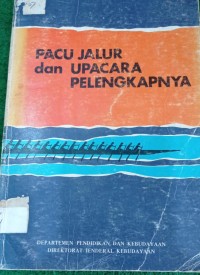 PACU JALUR
dan UPACARA
PELENGKAPNYA
DEPARTEMEN PENDIDIKAN DAN KEBUDAYAAN
DIREKTORAT JENDERAL KEBUDAYAAN